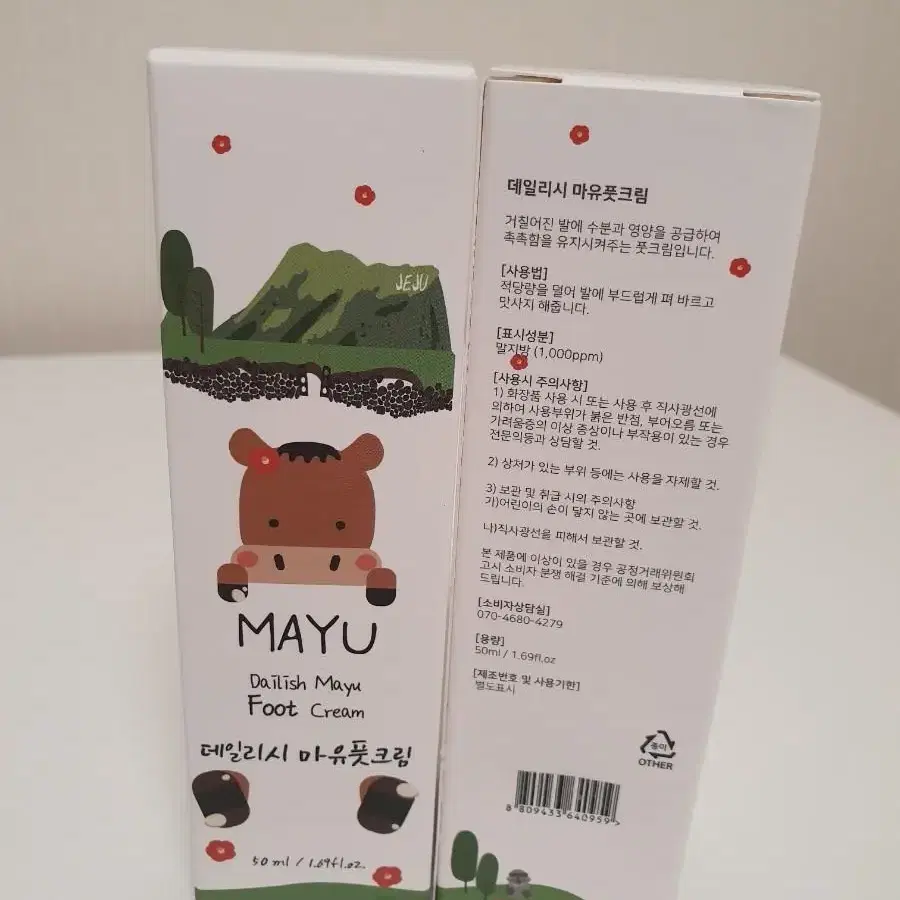 JEJU
MAYU
Dailish Mayu
Foot Cream
데일리시 마유풋크림
50 ml / 1.69fl.oz.
데일리시 마유풋크림
거칠어진 발에 수분과 영양을 공급하여
촉촉함을 유지시켜주는 풋크림입니다.
[사용법]
적당량을 덜어 발에 부드럽게 펴 바르고
맛사지 해줍니다.
[표시성분]
말지방 (1,000ppm)
[사용시 주의사항]
1) 화장품 사용 시 또는 사용 후 직사광선에
의하여 사용부위가 붉은 반점, 부어오름 또는
가려움증의 이상 증상이나 부작용이 있는 경우
전문의등과 상담할 것.
2) 상처가 있는 부위 등에는 사용을 자제할 것.
3) 보관 및 취급 시의 주의사항
가)어린이의 손이 닿지 않는 곳에 보관할 것.
나)직사광선을 피해서 보관할 것.
본 제품에 이상이 있을 경우 공정거래위원회
고시 소비자 분쟁 해결 기준에 의해 보상해
드립니다.
[소비자상담실]
070-4680-4279
[용량]
50ml / 1.69fl.oz
[제조번호 및 사용기한]
별도표시
종이
OTHER
8 809433 640959 >